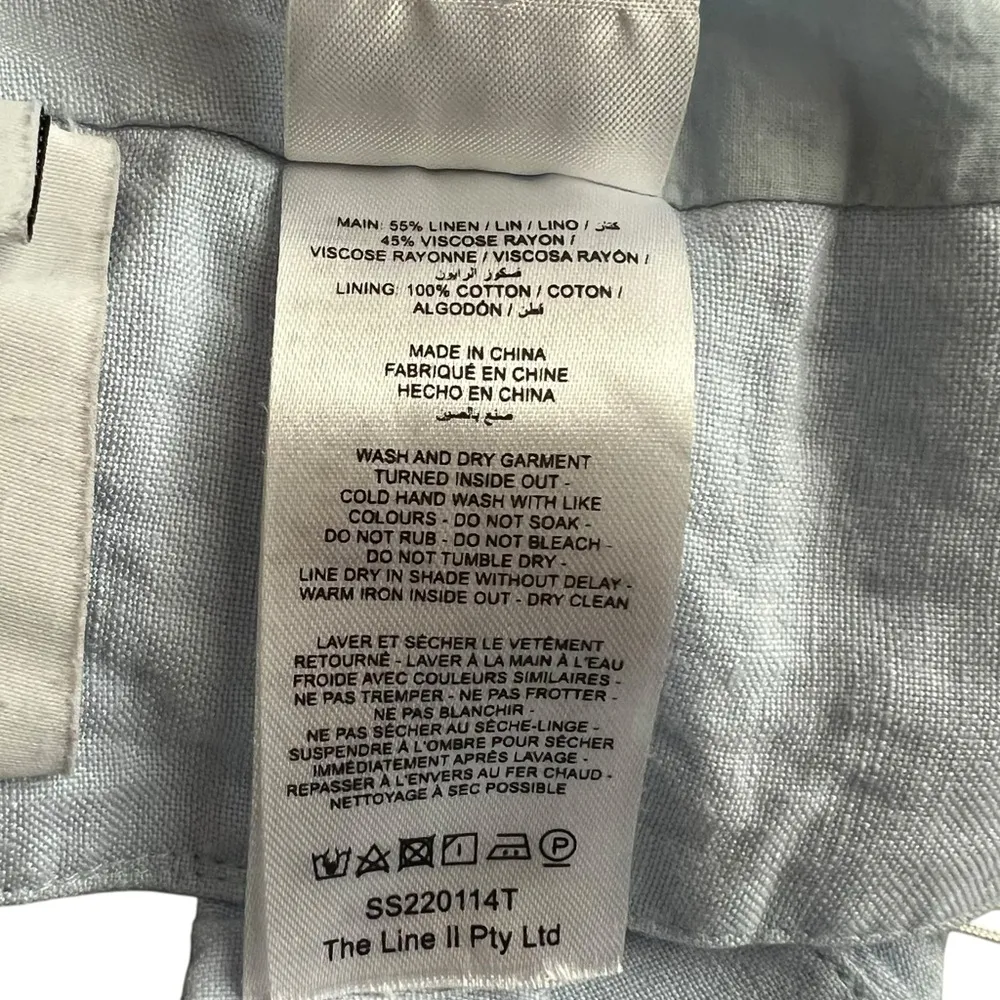 MAIN: 55% LINEN / LIN / LINO / كتان
45% VISCOSE RAYON /
VISCOSE RAYONNE / VISCOSA RAYÓN /
صكور الرايون
LINING: 100% COTTON / COTON /
ALGODÓN / قطن
MADE IN CHINA
FABRIQUÉ EN CHINE
HECHO EN CHINA
صنع بالصين
WASH AND DRY GARMENT
TURNED INSIDE OUT -
COLD HAND WASH WITH LIKE
COLOURS - DO NOT SOAK -
DO NOT RUB - DO NOT BLEACH -
DO NOT TUMBLE DRY -
LINE DRY IN SHADE WITHOUT DELAY -
WARM IRON INSIDE OUT - DRY CLEAN
LAVER ET SÉCHER LE VETÉMENT
RETOURNÉ - LAVER À LA MAIN À L'EAU
FROIDE AVEC COULEURS SIMILAIRES -
NE PAS TREMPER - NE PAS FROTTER -
NE PAS BLANCHIR -
NE PAS SÉCHER AU SÈCHE-LINGE -
SUSPENDRE À L'OMBRE POUR SÉCHER
IMMÉDIATEMENT APRÈS LAVAGE -
REPASSER À L'ENVERS AU FER CHAUD -
NETTOYAGE À SEC POSSIBLE
P
SS220114T
The Line II Pty Ltd